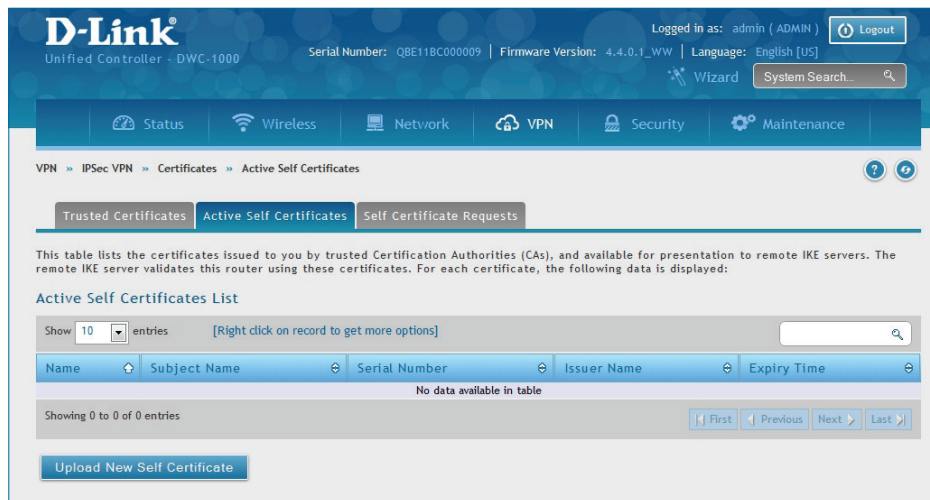 D-Link®
Unified Controller - DWC-1000
Logged in as: admin ( ADMIN ) Logout
Serial Number: QBE11BC000009 | Firmware Version: 4.4.0.1_WW | Language: English [US]
Wizard System Search...
Status Wireless Network VPN Security Maintenance
VPN » IPSec VPN » Certificates » Active Self Certificates ?
Trusted Certificates Active Self Certificates Self Certificate Requests
This table lists the certificates issued to you by trusted Certification Authorities (CAs), and available for presentation to remote IKE servers. The
remote IKE server validates this router using these certificates. For each certificate, the following data is displayed:
Active Self Certificates List
Show 10 entries [Right click on record to get more options]
Name Subject Name Serial Number Issuer Name Expiry Time
No data available in table
Showing 0 to 0 of 0 entries First Previous Next Last
Upload New Self Certificate